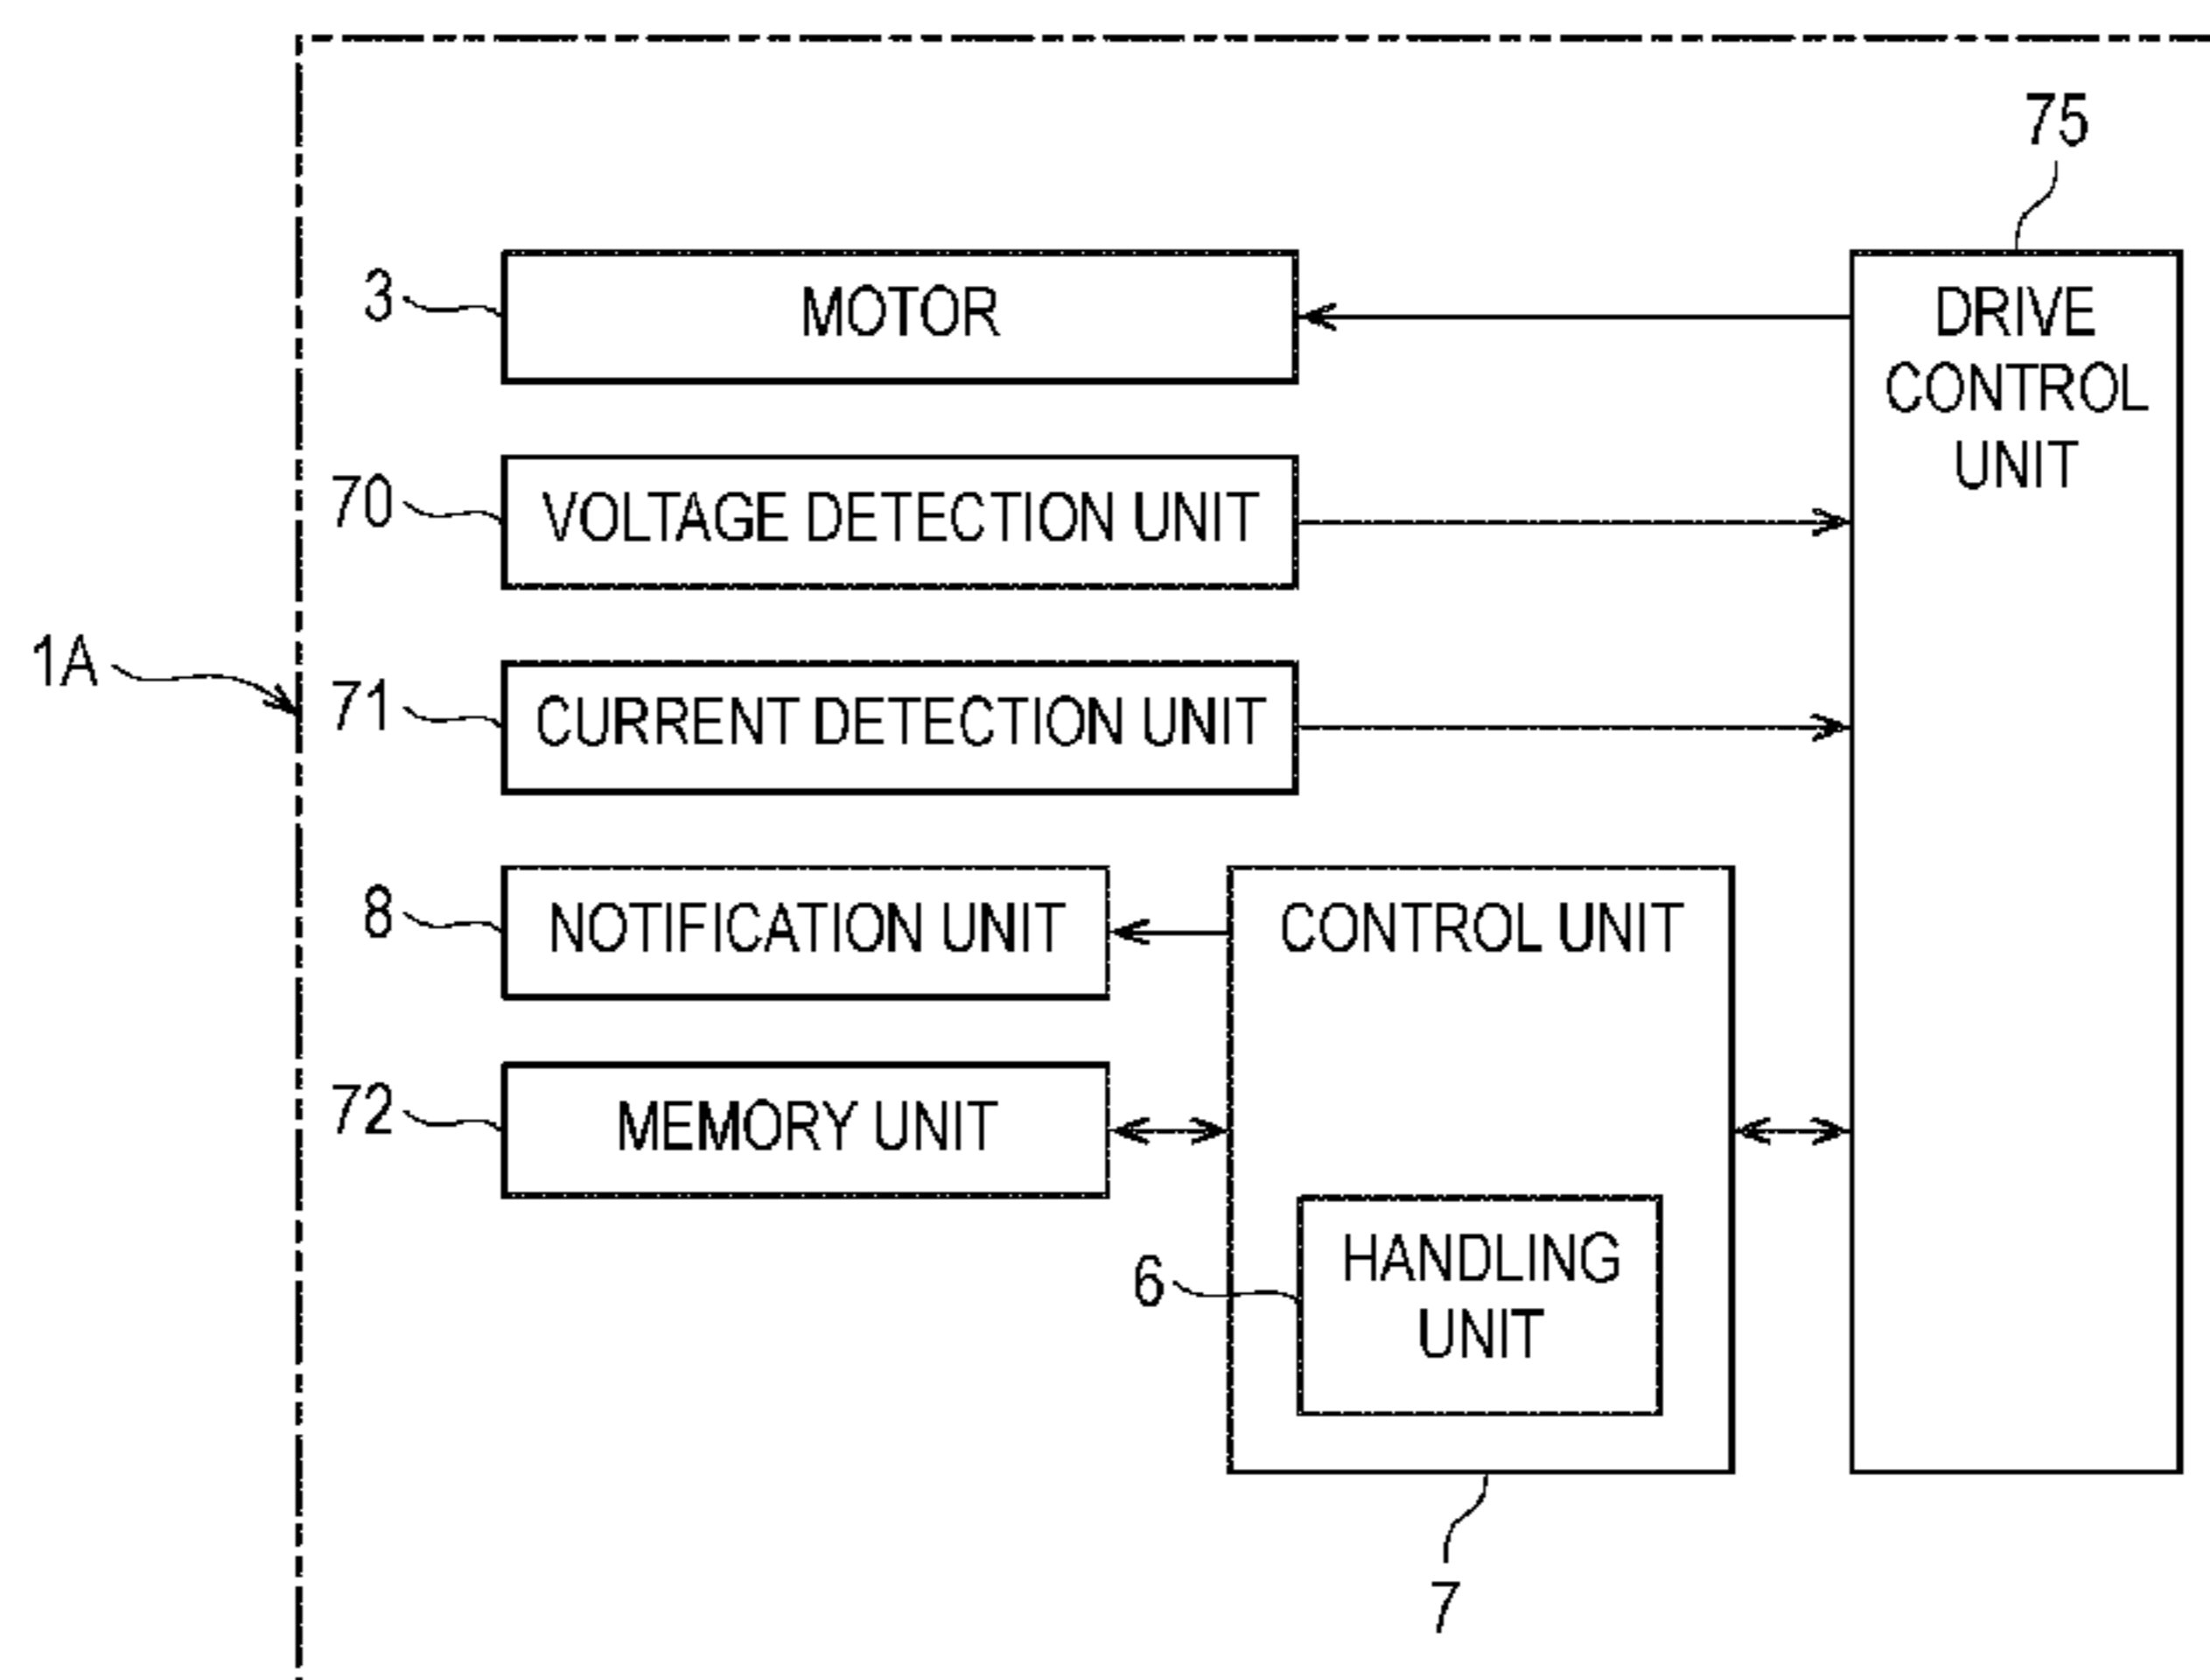 75
3
MOTOR
DRIVE
CONTROL
UNIT
70
VOLTAGE DETECTION UNIT
1A
71
CURRENT DETECTION UNIT
8
NOTIFICATION UNIT
CONTROL UNIT
72
MEMORY UNIT
6
HANDLING
UNIT
7